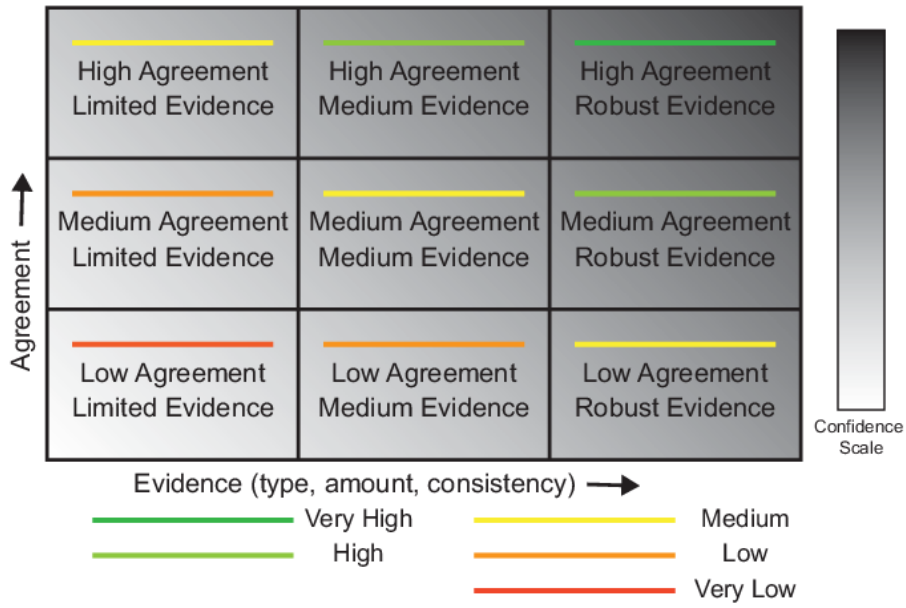 High Agreement
Limited Evidence
High Agreement
Medium Evidence
High Agreement
Robust Evidence
Medium Agreement
Limited Evidence
Medium Agreement
Medium Evidence
Medium Agreement
Robust Evidence
Low Agreement
Limited Evidence
Low Agreement
Medium Evidence
Low Agreement
Robust Evidence
Agreement
Confidence
Scale
Evidence (type, amount, consistency)
Very High
Medium
High
Low
Very Low